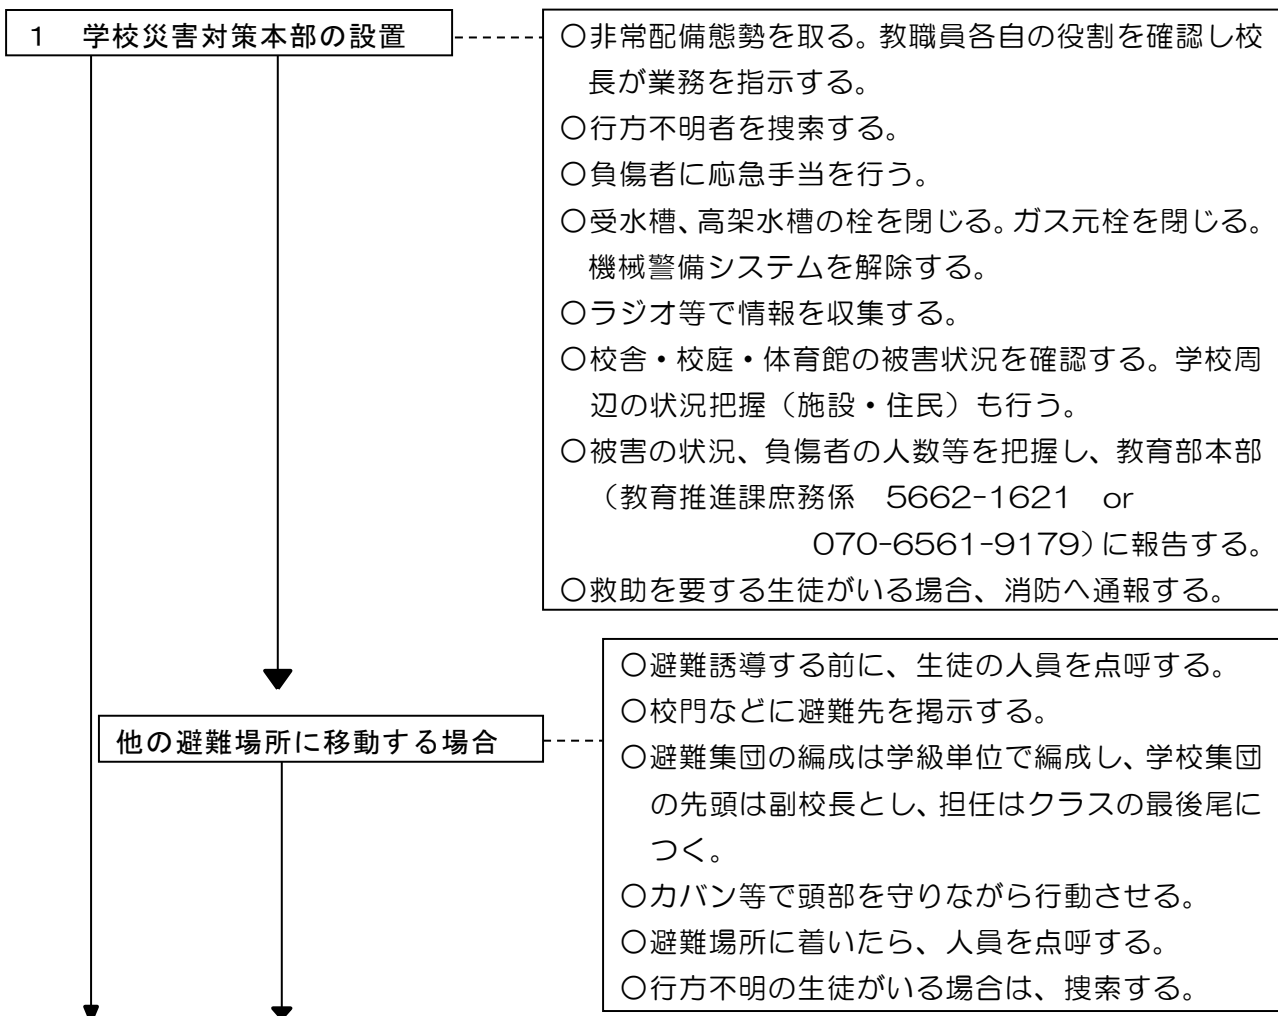 １　学校災害対策本部の設置
〇非常配備態勢を取る。教職員各自の役割を確認し校
長が業務を指示する。
〇行方不明者を捜索する。
〇負傷者に応急手当を行う。
〇受水槽、高架水槽の栓を閉じる。ガス元栓を閉じる。
機械警備システムを解除する。
〇ラジオ等で情報を収集する。
〇校舎・校庭・体育館の被害状況を確認する。学校周
辺の状況把握（施設・住民）も行う。
〇被害の状況、負傷者の人数等を把握し、教育部本部
（教育推進課庶務係　5662-1621　or
070-6561-9179）に報告する。
〇救助を要する生徒がいる場合、消防へ通報する。
他の避難場所に移動する場合
〇避難誘導する前に、生徒の人員を点呼する。
〇校門などに避難先を掲示する。
〇避難集団の編成は学級単位で編成し、学校集団
の先頭は副校長とし、担任はクラスの最後尾に
つく。
〇カバン等で頭部を守りながら行動させる。
〇避難場所に着いたら、人員を点呼する。
〇行方不明の生徒がいる場合は、捜索する。